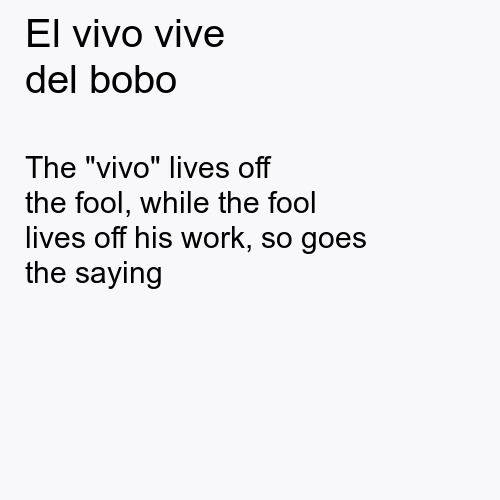 El vivo vive
del bobo
The "vivo" lives off
the fool, while the fool
lives off his work, so goes
the saying